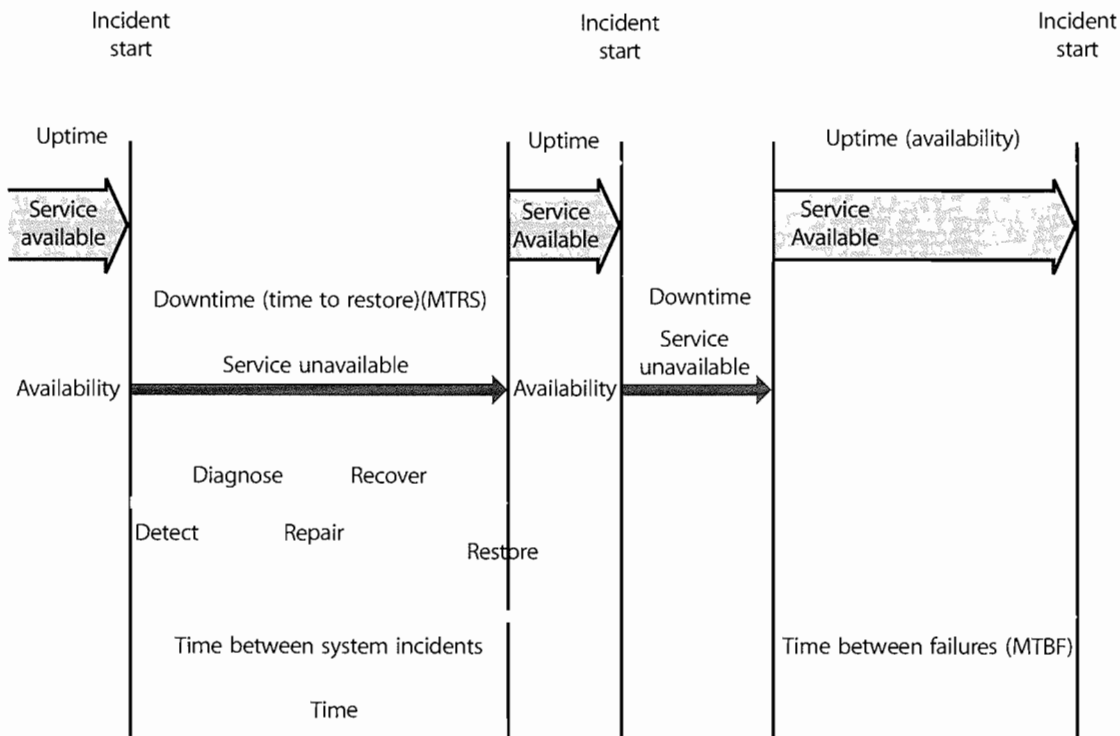 Incident
start
Incident
start
Incident
start
Uptime
Uptime
Uptime (availability)
Service
available
Service
Available
Service
Available
Downtime (time to restore)(MTRS)
Downtime
Service unavailable
Service
unavailable
Availability
Availability
Diagnose
Recover
Detect
Repair
Restore
Time between system incidents
Time between failures (MTBF)
Time